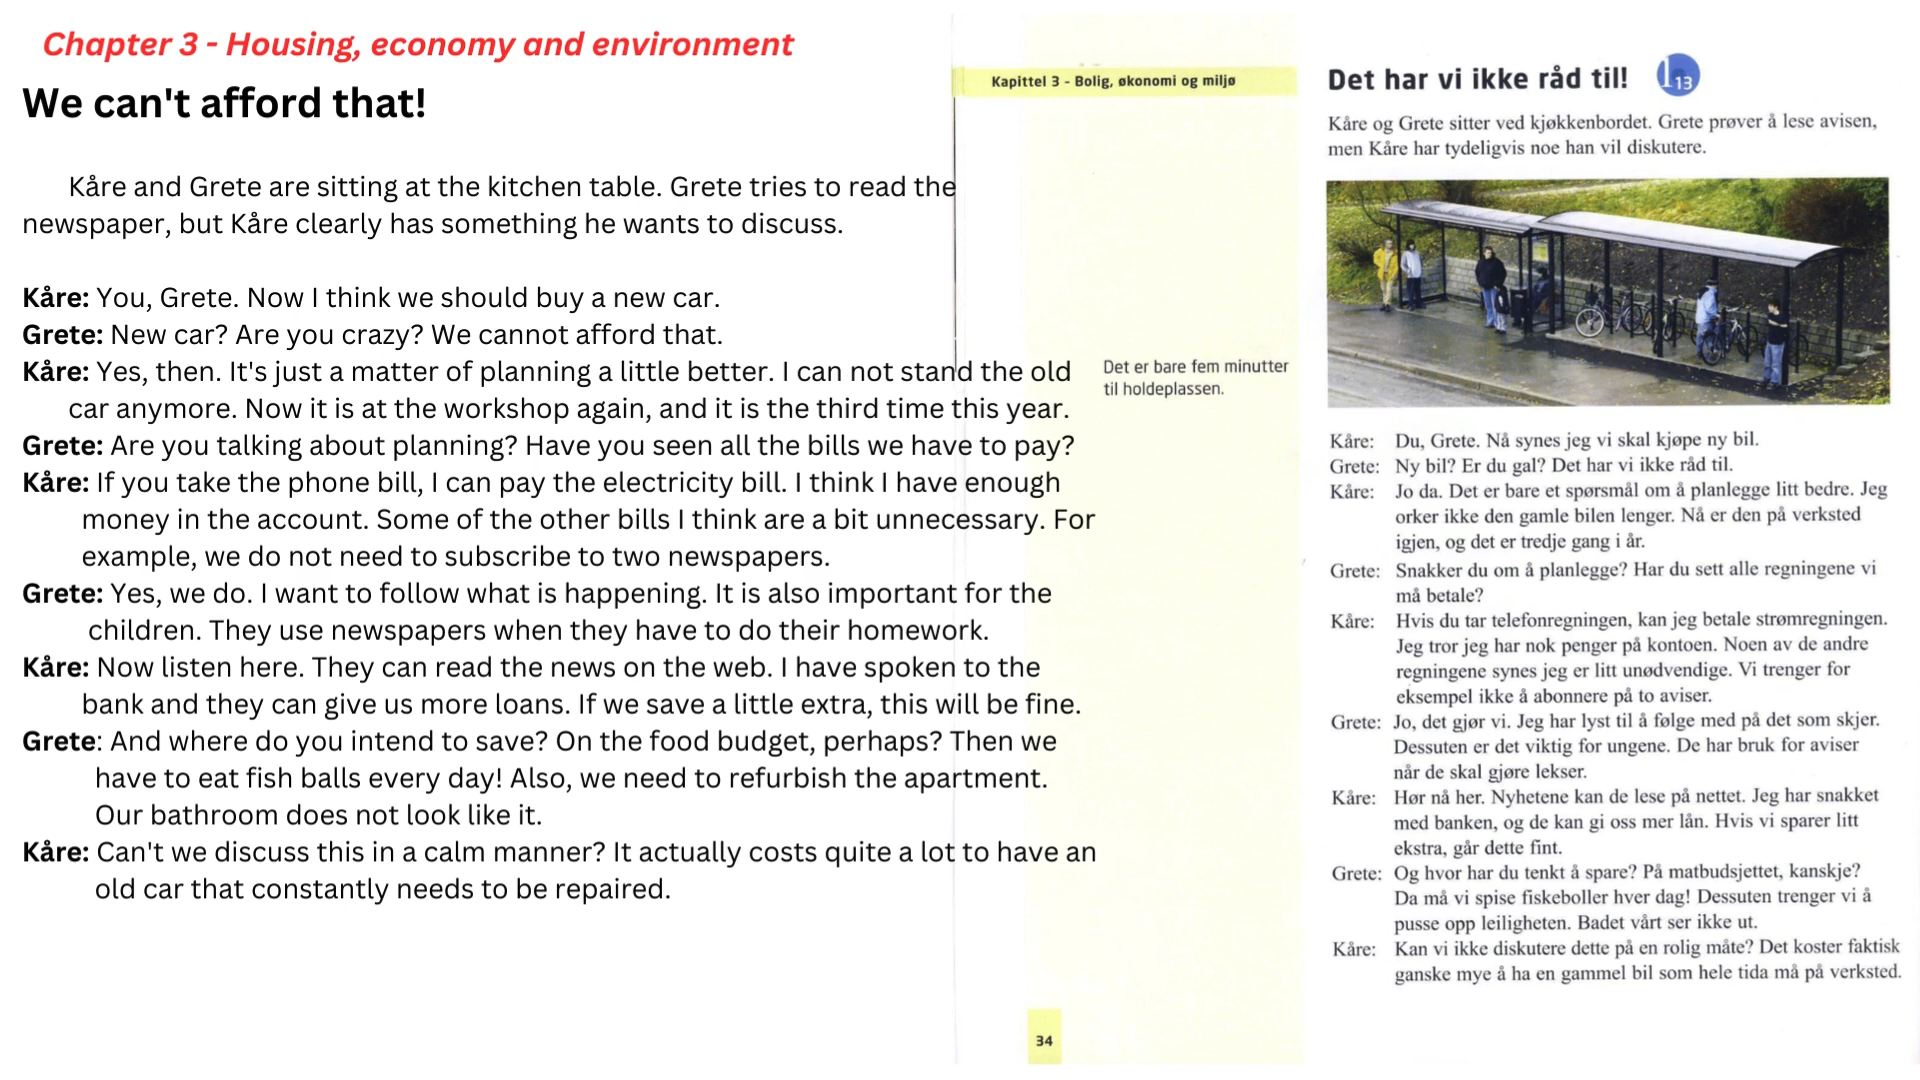 Chapter 3 - Housing, economy and environment
We can't afford that!
Kåre and Grete are sitting at the kitchen table. Grete tries to read the
newspaper, but Kåre clearly has something he wants to discuss.
Kåre: You, Grete. Now I think we should buy a new car.
Grete: New car? Are you crazy? We cannot afford that.
Kåre: Yes, then. It's just a matter of planning a little better. I can not stand the old
car anymore. Now it is at the workshop again, and it is the third time this year.
Grete: Are you talking about planning? Have you seen all the bills we have to pay?
Kåre: If you take the phone bill, I can pay the electricity bill. I think I have enough
money in the account. Some of the other bills I think are a bit unnecessary. For
example, we do not need to subscribe to two newspapers.
Grete: Yes, we do. I want to follow what is happening. It is also important for the
children. They use newspapers when they have to do their homework.
Kåre: Now listen here. They can read the news on the web. I have spoken to the
bank and they can give us more loans. If we save a little extra, this will be fine.
Grete: And where do you intend to save? On the food budget, perhaps? Then we
have to eat fish balls every day! Also, we need to refurbish the apartment.
Our bathroom does not look like it.
Kåre: Can't we discuss this in a calm manner? It actually costs quite a lot to have an
old car that constantly needs to be repaired.
Kapittel 3 - Bolig, økonomi og miljø
Det er bare fem minutter
til holdeplassen.
34
Det har vi ikke råd til! 1 13
Kåre og Grete sitter ved kjøkkenbordet. Grete prøver å lese avisen,
men Kåre har tydeligvis noe han vil diskutere.
Kåre: Du, Grete. Nå synes jeg vi skal kjøpe ny bil.
Grete: Ny bil? Er du gal? Det har vi ikke råd til.
Kåre: Jo da. Det er bare et spørsmål om å planlegge litt bedre. Jeg
orker ikke den gamle bilen lenger. Nå er den på verksted
igjen, og det er tredje gang i år.
Grete: Snakker du om å planlegge? Har du sett alle regningene vi
må betale?
Kåre: Hvis du tar telefonregningen, kan jeg betale strømregningen.
Jeg tror jeg har nok penger på kontoen. Noen av de andre
regningene synes jeg er litt unødvendige. Vi trenger for
eksempel ikke å abonnere på to aviser.
Grete: Jo, det gjør vi. Jeg har lyst til å følge med på det som skjer.
Dessuten er det viktig for ungene. De har bruk for aviser
når de skal gjøre lekser.
Kåre: Hør nå her. Nyhetene kan de lese på nettet. Jeg har snakket
med banken, og de kan gi oss mer lån. Hvis vi sparer litt
ekstra, går dette fint.
Grete: Og hvor har du tenkt å spare? På matbudsjettet, kanskje?
Da må vi spise fiskeboller hver dag! Dessuten trenger vi å
pusse opp leiligheten. Badet vårt ser ikke ut.
Kåre: Kan vi ikke diskutere dette på en rolig måte? Det koster faktisk
ganske mye å ha en gammel bil som hele tida må på verksted.